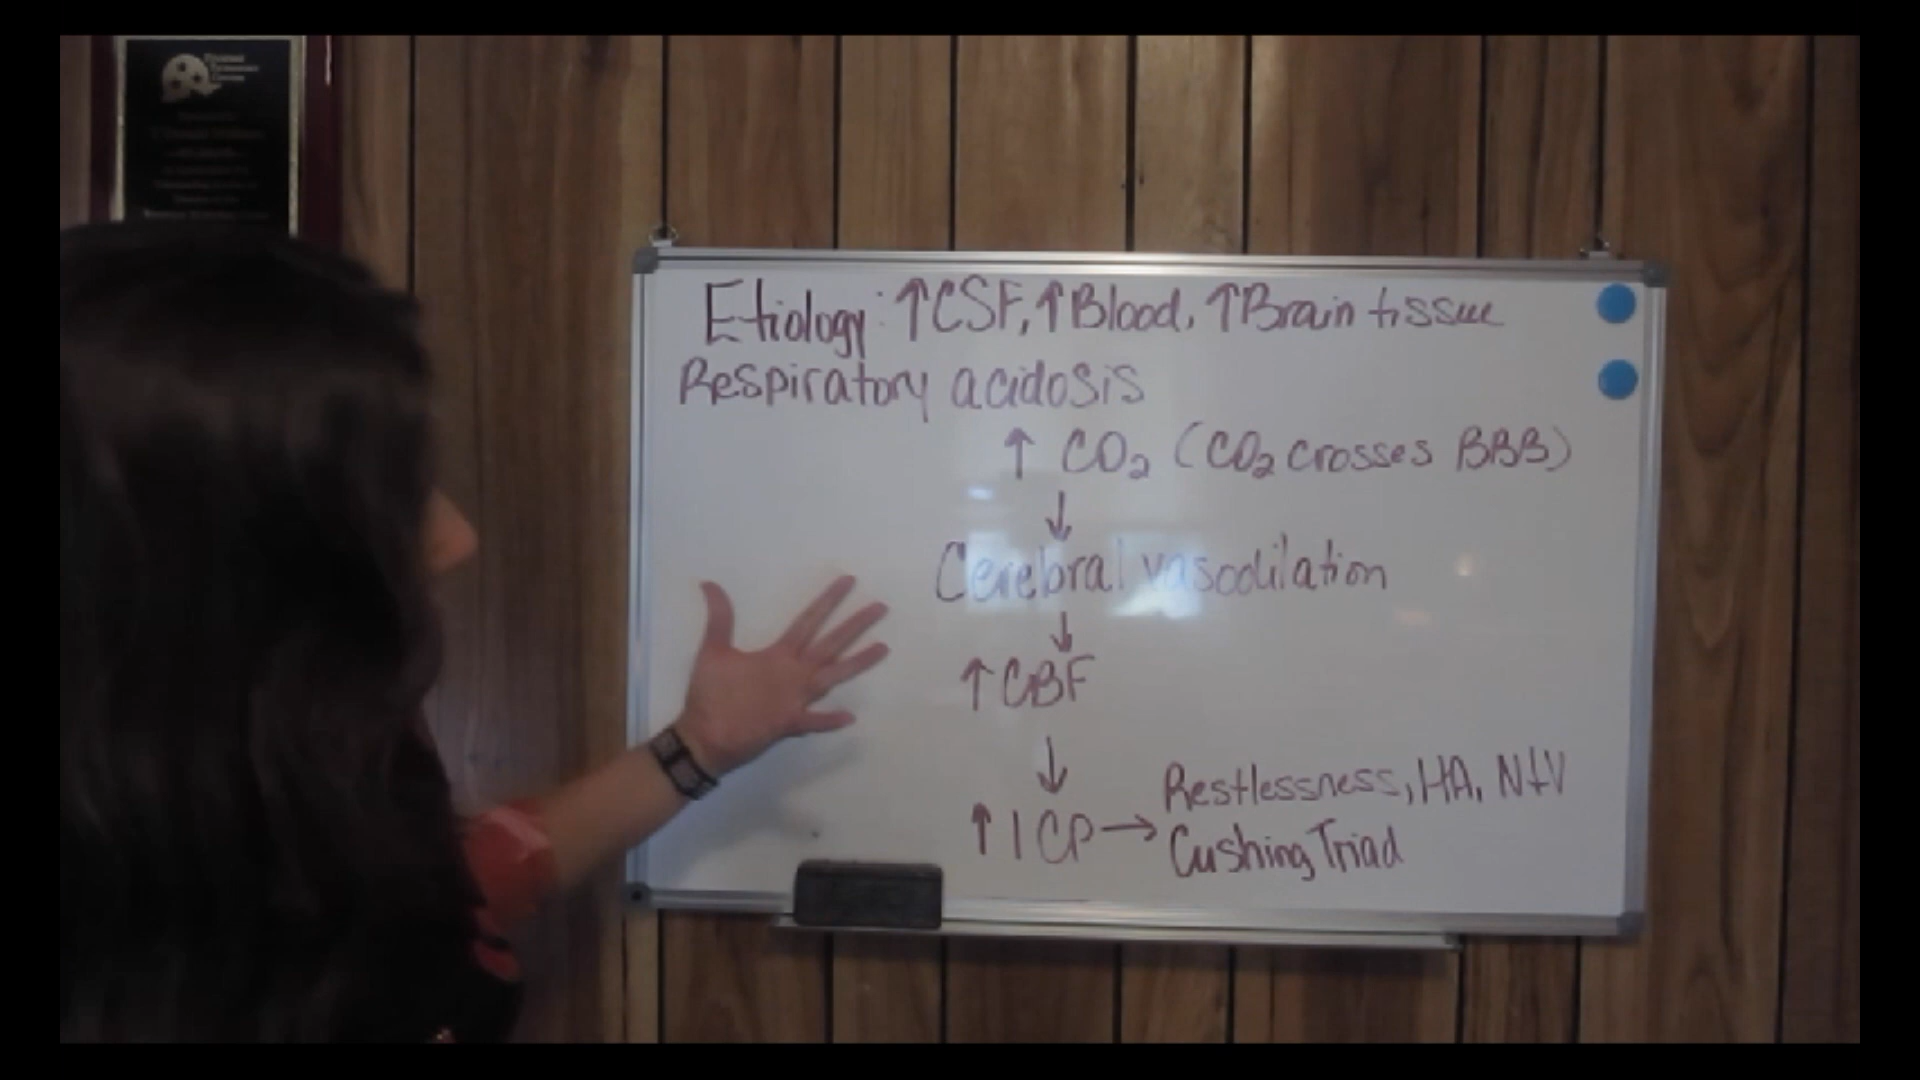 Etiology: ↑CSF, ↑Blood, ↑Brain tissue
Respiratory acidosis
↑ CO₂ (CO₂ crosses BBB)
↓
Cerebral vasodilation
↓
↑CBF
↓
↑ICP → Restlessness, HA, N+V
Cushing Triad